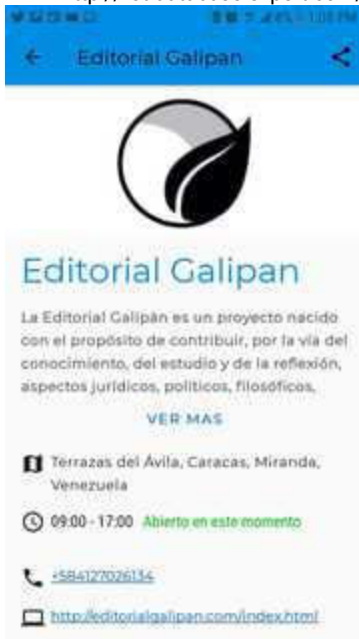 Editorial Galipan
Editorial Galipan
La Editorial Galipán es un proyecto nacido
con el propósito de contribuir, por la vía del
conocimiento, del estudio y de la reflexión,
aspectos jurídicos, políticos, filosóficos,
VER MAS
Terrazas del Ávila, Caracas, Miranda,
Venezuela
09:00 - 17:00 Abierto en este momento
+584127026134
http://editorialgalipan.com/index.html